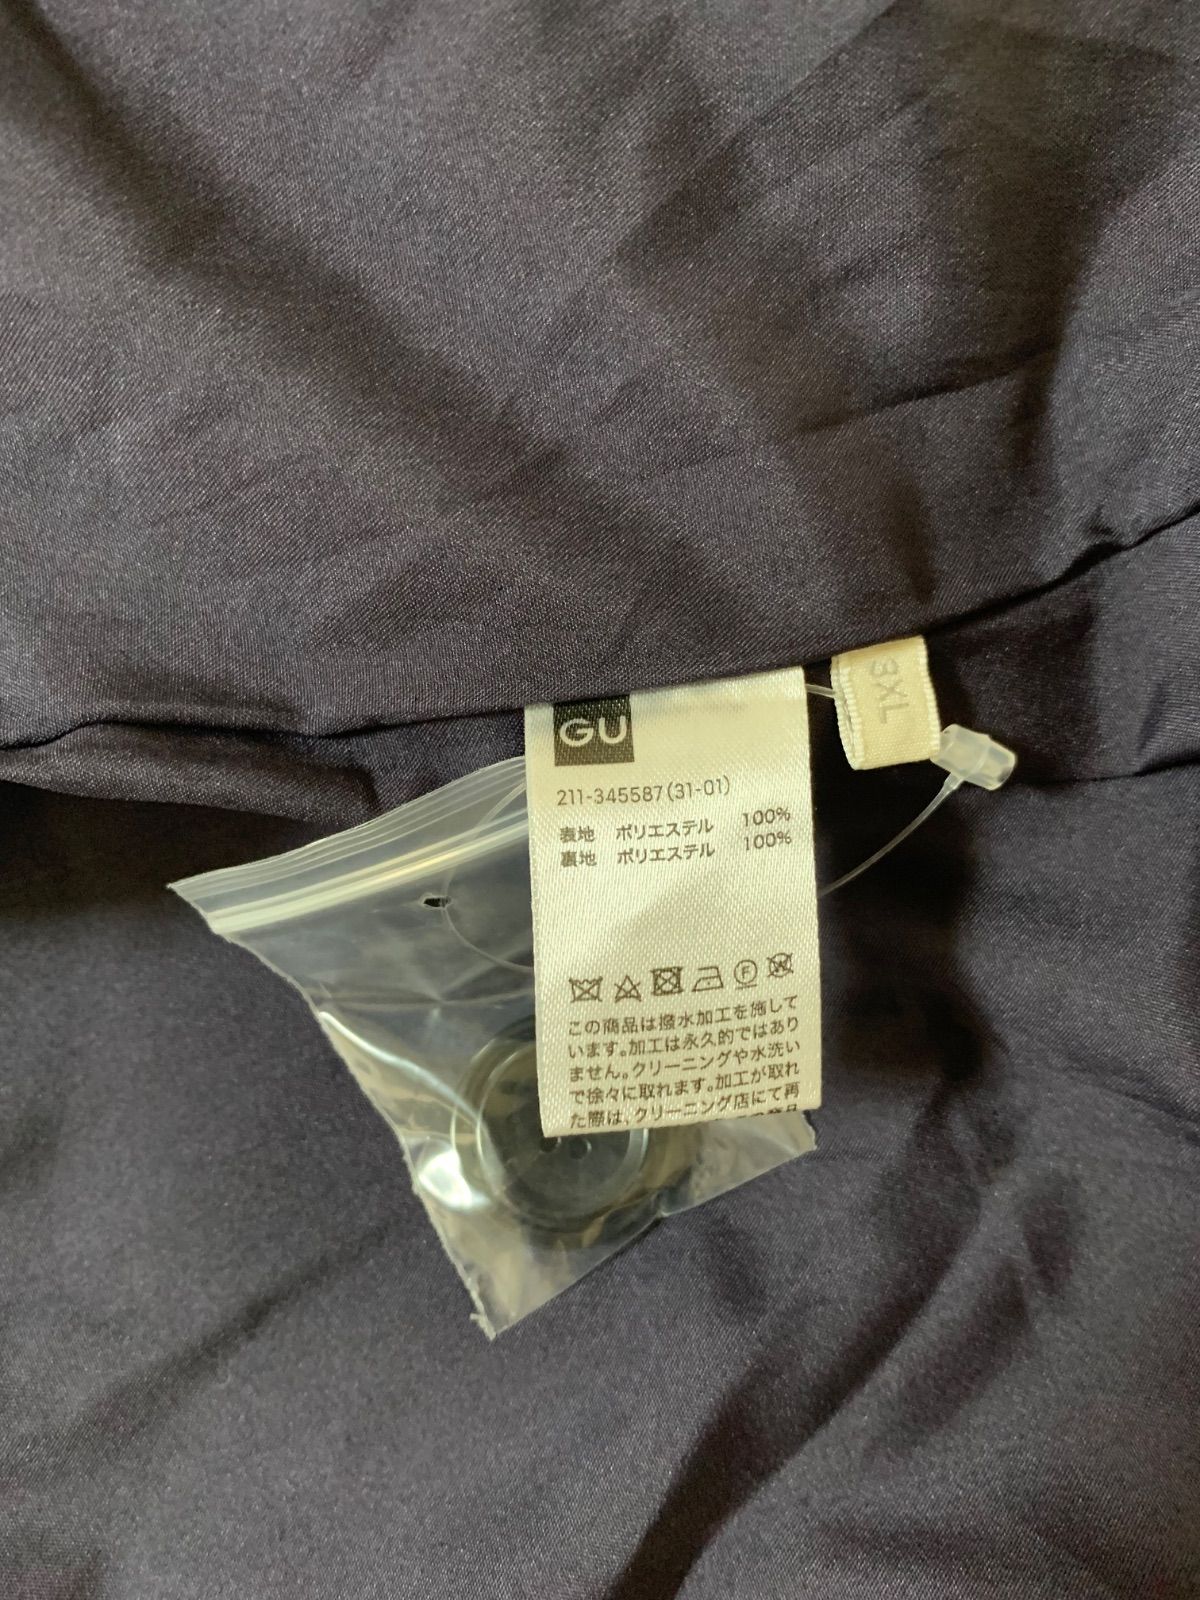 GU
3XL
211-345587(31-01)
表地 ポリエステル 100%
裏地 ポリエステル 100%
F
W
この商品は撥水加工を施して
います。加工は永久的ではあり
ません。クリーニングや水洗い
で徐々に取れます。加工が取れ
た際は、クリーニング店にて再